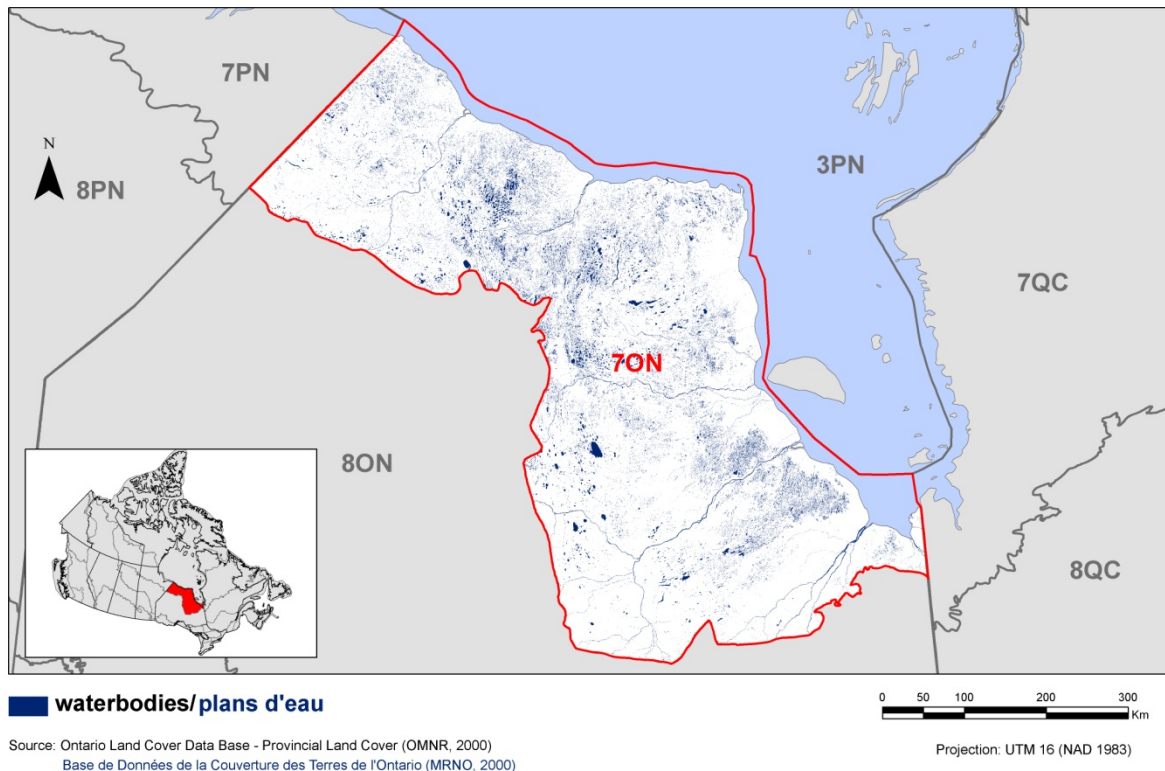 7PN
N
8PN
3PN
7QC
7ON
8ON
8QC
waterbodies/plans d'eau
0 50 100 200 300
Km
Source: Ontario Land Cover Data Base - Provincial Land Cover (OMNR, 2000)
Base de Données de la Couverture des Terres de l'Ontario (MRNO, 2000)
Projection: UTM 16 (NAD 1983)